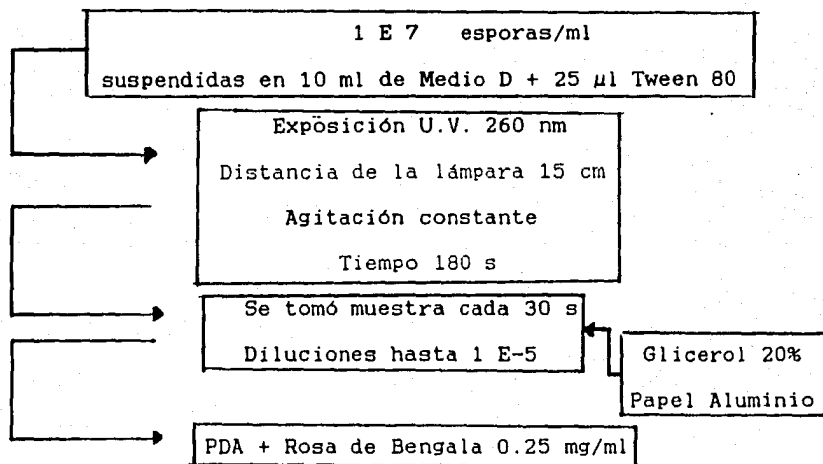 1 E 7 esporas/ml
suspendidas en 10 ml de Medio D + 25 µl Tween 80
Exposición U.V. 260 nm
Distancia de la lámpara 15 cm
Agitación constante
Tiempo 180 s
Se tomó muestra cada 30 s
Diluciones hasta 1 E-5
Glicerol 20%
Papel Aluminio
PDA + Rosa de Bengala 0.25 mg/ml